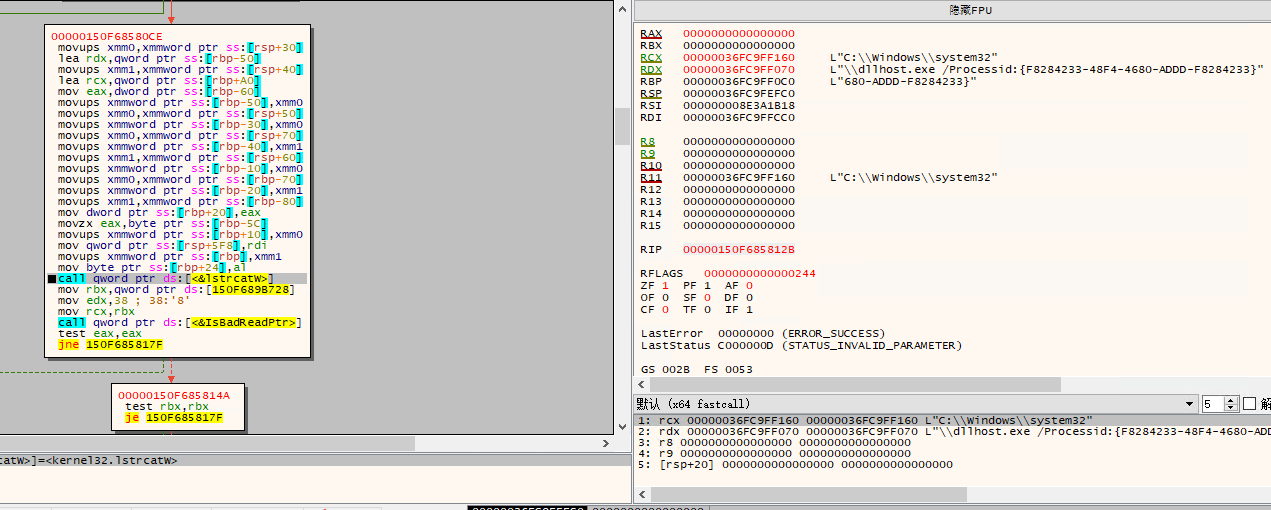 00000150F68580CE
movups xmm0,xmmword ptr ss:[rsp+30]
lea rdx,qword ptr ss:[rbp-50]
movups xmm1,xmmword ptr ss:[rsp+40]
lea rcx,qword ptr ss:[rbp+A0]
mov eax,dword ptr ss:[rbp-60]
movups xmmword ptr ss:[rbp-50],xmm0
movups xmm0,xmmword ptr ss:[rsp+50]
movups xmmword ptr ss:[rbp-30],xmm0
movups xmm0,xmmword ptr ss:[rsp+70]
movups xmmword ptr ss:[rbp-40],xmm1
movups xmm1,xmmword ptr ss:[rsp+60]
movups xmmword ptr ss:[rbp-10],xmm0
movups xmm0,xmmword ptr ss:[rbp-70]
movups xmmword ptr ss:[rbp-20],xmm1
movups xmm1,xmmword ptr ss:[rbp-80]
mov dword ptr ss:[rbp+20],eax
movzx eax,byte ptr ss:[rbp-5C]
movups xmmword ptr ss:[rbp+10],xmm0
mov qword ptr ss:[rsp+5F8],rdi
movups xmmword ptr ss:[rbp],xmm1
mov byte ptr ss:[rbp+24],al
call qword ptr ds:[<&lstrcatW>]
mov rbx,qword ptr ds:[150F689B728]
mov edx,38 ; 38:'8'
mov rcx,rbx
call qword ptr ds:[<&IsBadReadPtr>]
test eax,eax
jne 150F685817F
00000150F685814A
test rbx,rbx
je 150F685817F
catW>]=<kernel32.lstrcatW>
隐藏FPU
RAX 0000000000000000
RBX 0000000000000000
RCX 00000036FC9FF160 L"C:\\Windows\\system32"
RDX 00000036FC9FF070 L"\\dllhost.exe /Processid:{F8284233-48F4-4680-ADDD-F8284233}"
RBP 00000036FC9FF0C0 L"680-ADDD-F8284233}"
RSP 00000036FC9FEFC0
RSI 000000008E3A1B18
RDI 00000036FC9FFCC0
R8 0000000000000000
R9 0000000000000000
R10 0000000000000000
R11 00000036FC9FF160 L"C:\\Windows\\system32"
R12 0000000000000000
R13 0000000000000000
R14 0000000000000000
R15 0000000000000000
RIP 00000150F685812B
RFLAGS 0000000000000244
ZF 1 PF 1 AF 0
OF 0 SF 0 DF 0
CF 0 TF 0 IF 1
LastError 00000000 (ERROR_SUCCESS)
LastStatus C000000D (STATUS_INVALID_PARAMETER)
GS 002B FS 0053
默认 (x64 fastcall) 5 解
1: rcx 00000036FC9FF160 00000036FC9FF160 L"C:\\Windows\\system32"
2: rdx 00000036FC9FF070 00000036FC9FF070 L"\\dllhost.exe /Processid:{F8284233-48F4-4680-ADD
3: r8 0000000000000000 0000000000000000
4: r9 0000000000000000 0000000000000000
5: [rsp+20] 0000000000000000 0000000000000000